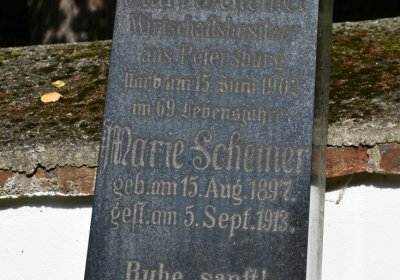 Wirtschaftsbesitzer
aus Petersburg
starb am 15. Juni 1902
im 69. Lebensjahre
Marie Schemer
geb. am 15. Aug. 1897.
gest. am 5. Sept. 1913.
Ruhe sanft!